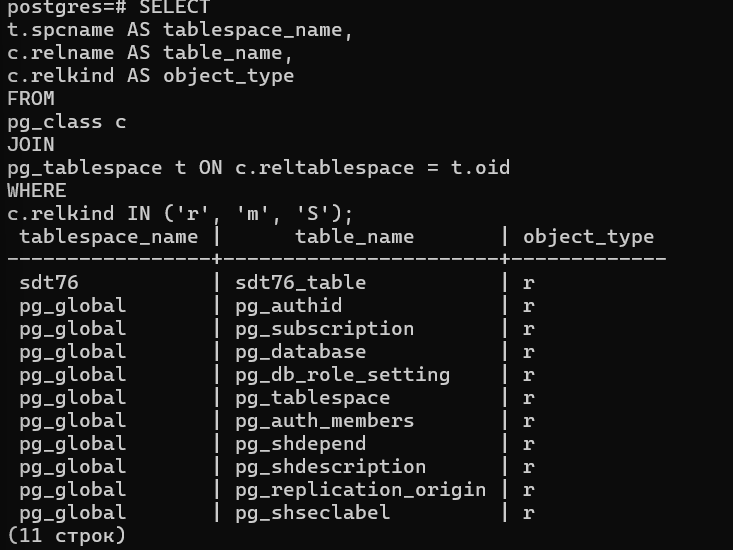 postgres=# SELECT
t.spcname AS tablespace_name,
c.relname AS table_name,
c.relkind AS object_type
FROM
pg_class c
JOIN
pg_tablespace t ON c.reltablespace = t.oid
WHERE
c.relkind IN ('r', 'm', 'S');
 tablespace_name |      table_name       | object_type
-----------------+-----------------------+-------------
 sdt76           | sdt76_table           | r
 pg_global       | pg_authid             | r
 pg_global       | pg_subscription       | r
 pg_global       | pg_database           | r
 pg_global       | pg_db_role_setting    | r
 pg_global       | pg_tablespace         | r
 pg_global       | pg_auth_members       | r
 pg_global       | pg_shdepend           | r
 pg_global       | pg_shdescription      | r
 pg_global       | pg_replication_origin | r
 pg_global       | pg_shseclabel         | r
(11 строк)